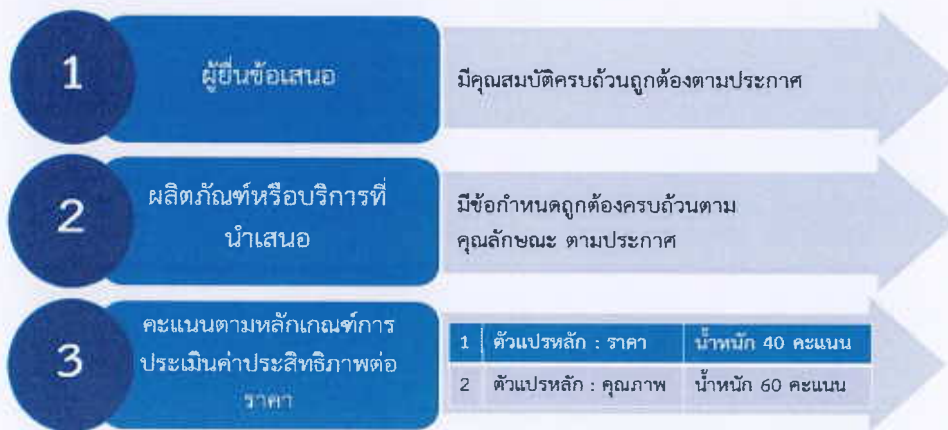 1
ผู้ยื่นข้อเสนอ
มีคุณสมบัติครบถ้วนถูกต้องตามประกาศ
2
ผลิตภัณฑ์หรือบริการที่
นำเสนอ
มีข้อกำหนดถูกต้องครบถ้วนตาม
คุณลักษณะ ตามประกาศ
3
คะแนนตามหลักเกณฑ์การ
ประเมินค่าประสิทธิภาพต่อ
ราคา
1 ตัวแปรหลัก : ราคา น้ำหนัก 40 คะแนน
2 ตัวแปรหลัก : คุณภาพ น้ำหนัก 60 คะแนน